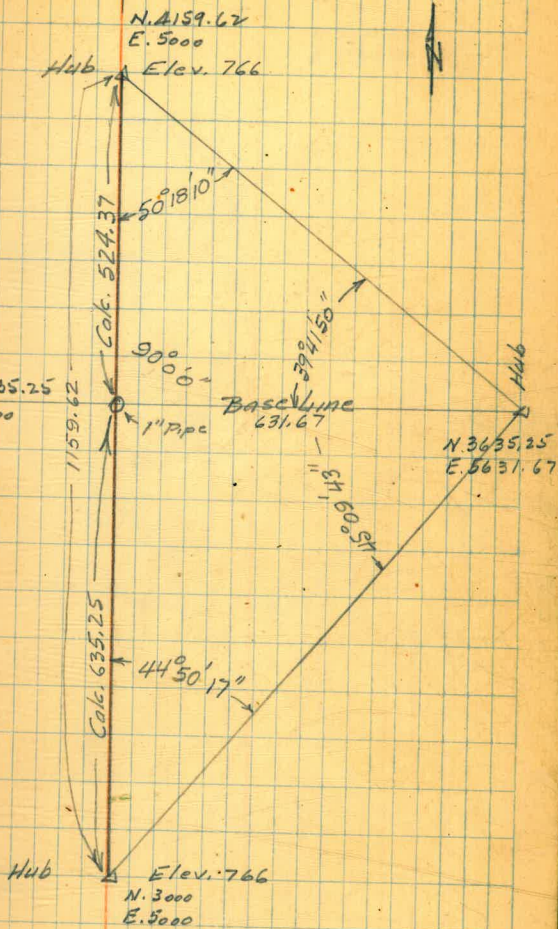 N. 4159.62
E. 5000
Hub Elev. 766
N
50°18'10"
Calc. 524.37
39°41'50"
90°0'0"
35.25
00
1" Pipe
Base Line
631.67
Hub
N. 3635.25
E. 5631.67
1159.62
45°09'43"
Calc. 635.25
44°50'17"
Hub Elev. 766
N. 3000
E. 5000